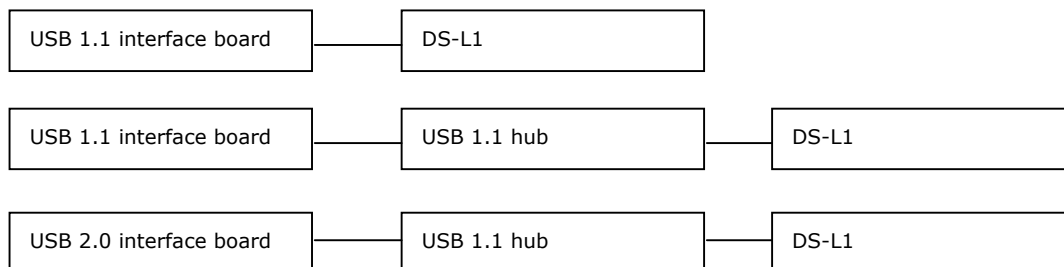 USB 1.1 interface board DS-L1
USB 1.1 interface board USB 1.1 hub DS-L1
USB 2.0 interface board USB 1.1 hub DS-L1